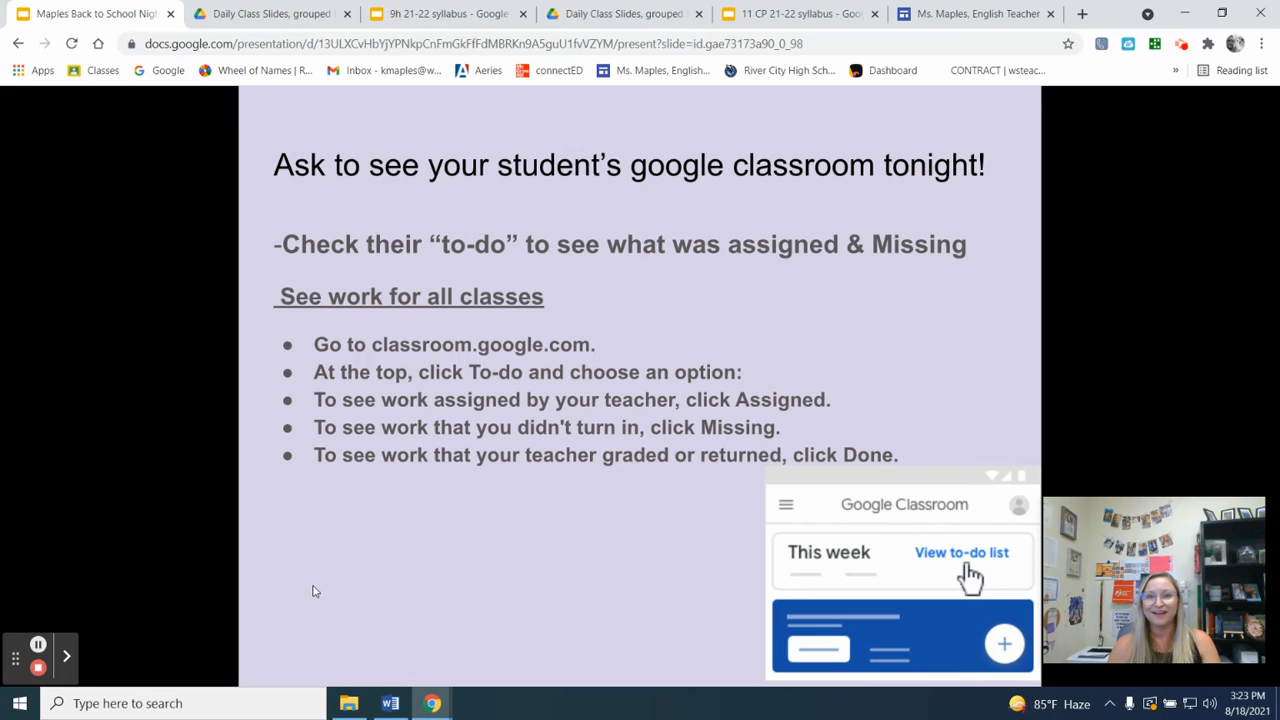 Maples Back to School Nigh
Daily Class Slides, grouped
9h 21-22 syllabus - Google
Daily Class Slides, grouped
11 CP 21-22 syllabus - Goo
Ms. Maples, English Teacher
docs.google.com/presentation/d/13ULXCvHbYjYlNkpTnFmtkFfFdMBBKn9A5guU1fvVZYM/present?slide=id.gae73173a90_0_98
Apps
Classes
Google
Wheel of Names | R...
Inbox - kmaples@w...
Aeries
connectED
Ms. Maples, English...
River City High Sch...
Dashboard
CONTRACT | wsteac...
»
Reading list
Ask to see your student's google classroom tonight!
-Check their “to-do” to see what was assigned & Missing
See work for all classes
● Go to classroom.google.com.
● At the top, click To-do and choose an option:
● To see work assigned by your teacher, click Assigned.
● To see work that you didn't turn in, click Missing.
● To see work that your teacher graded or returned, click Done.
Google Classroom
This week
View to-do list
Type here to search
85°F Haze
3:23 PM
8/18/2021